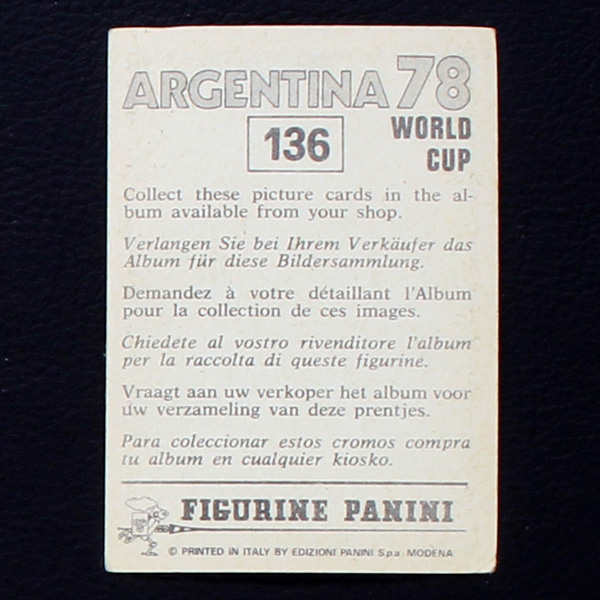 ARGENTINA 78
136
WORLD
CUP
Collect these picture cards in the al-
bum available from your shop.
Verlangen Sie bei Ihrem Verkäufer das
Album für diese Bildersammlung.
Demandez à votre détaillant l'Album
pour la collection de ces images.
Chiedete al vostro rivenditore l'album
per la raccolta di queste figurine.
Vraagt aan uw verkoper het album voor
uw verzameling van deze prentjes.
Para coleccionar estos cromos compra
tu album en cualquier kiosko.
FIGURINE PANINI
© PRINTED IN ITALY BY EDIZIONI PANINI S.p.a - MODENA